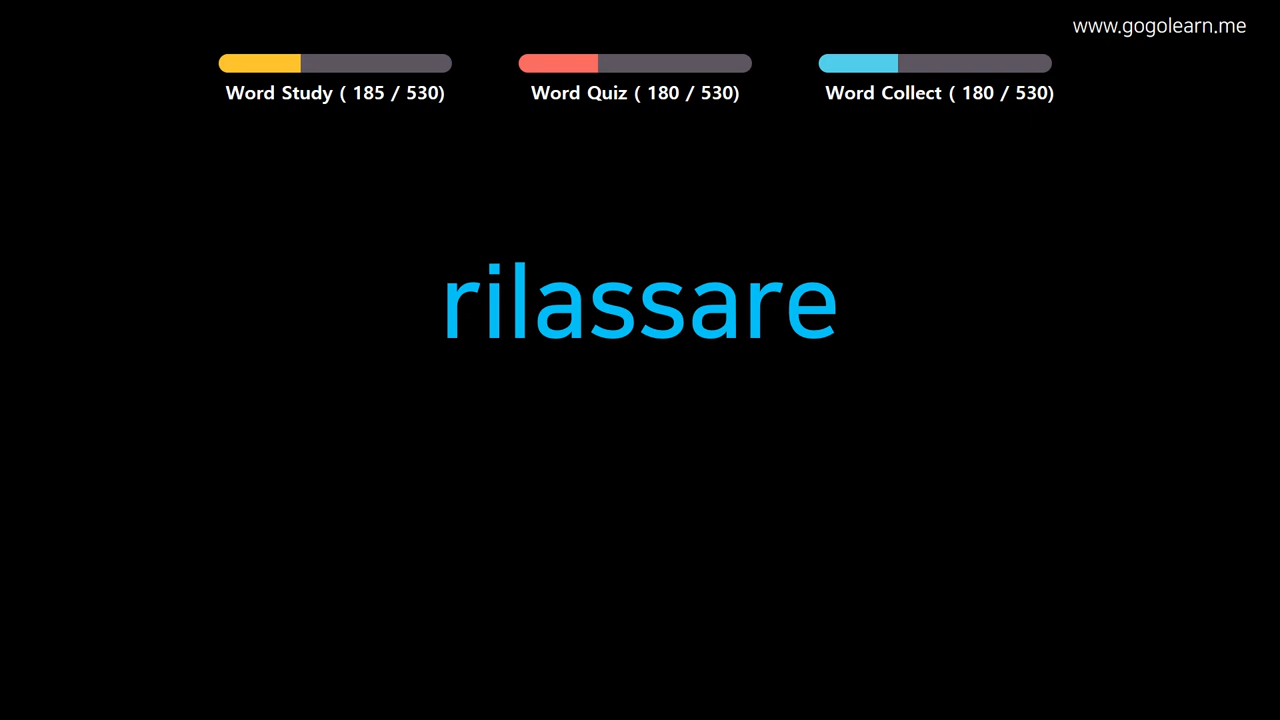 www.gogolearn.me
Word Study ( 185 / 530)
Word Quiz ( 180 / 530)
Word Collect ( 180 / 530)
rilassare